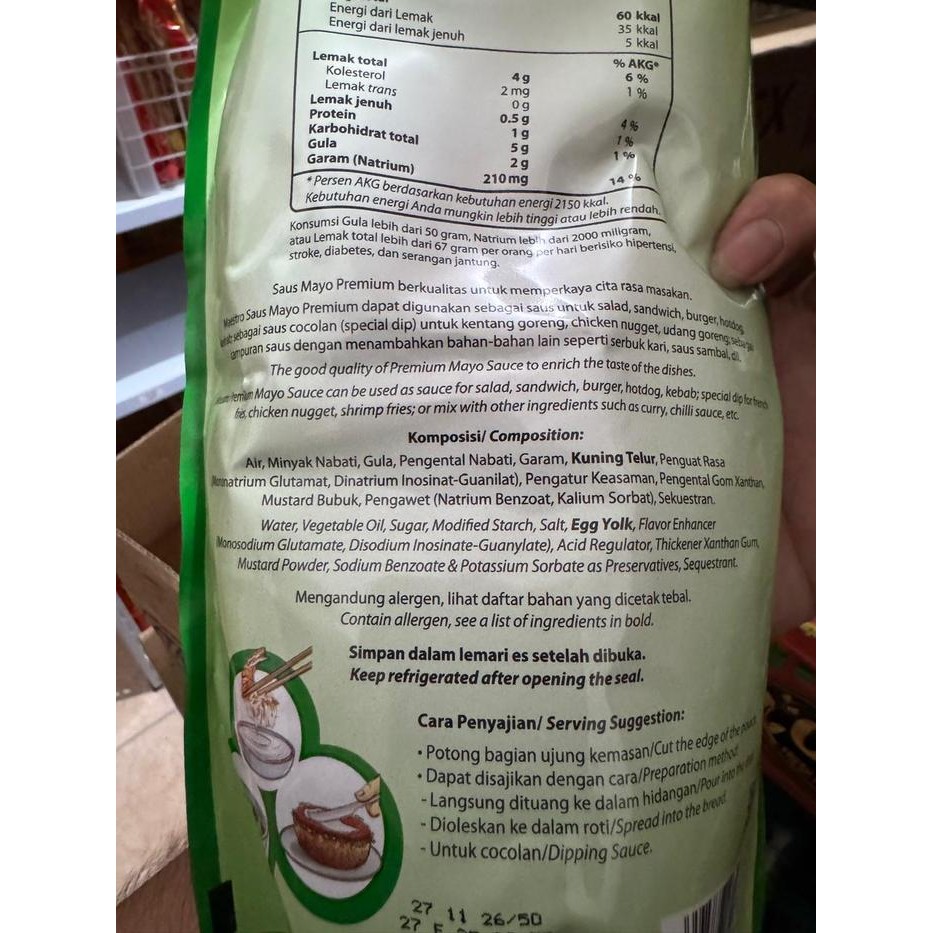 Energi dari Lemak 60 kkal
Energi dari lemak jenuh 35 kkal
5 kkal
% AKG*
Lemak total 4 g 6 %
Kolesterol 2 mg 1 %
Lemak trans 0 g
Lemak jenuh 0.5 g 4 %
Protein 1 g 1 %
Karbohidrat total 5 g 1 %
Gula 2 g
Garam (Natrium) 210 mg 14 %
*Persen AKG berdasarkan kebutuhan energi 2150 kkal.
Kebutuhan energi Anda mungkin lebih tinggi atau lebih rendah.
Konsumsi Gula lebih dari 50 gram, Natrium lebih dari 2000 miligram,
atau Lemak total lebih dari 67 gram per orang per hari berisiko hipertensi,
stroke, diabetes, dan serangan jantung.
Saus Mayo Premium berkualitas untuk memperkaya cita rasa masakan.
Maestro Saus Mayo Premium dapat digunakan sebagai saus untuk salad, sandwich, burger, hotdog,
sebagai saus cocolan (special dip) untuk kentang goreng, chicken nugget, udang goreng; sebagai
campuran saus dengan menambahkan bahan-bahan lain seperti serbuk kari, saus sambal, dll.
The good quality of Premium Mayo Sauce to enrich the taste of the dishes.
Premium Mayo Sauce can be used as sauce for salad, sandwich, burger, hotdog, kebab; special dip for french
fries, chicken nugget, shrimp fries; or mix with other ingredients such as curry, chilli sauce, etc.
Komposisi/ Composition:
Air, Minyak Nabati, Gula, Pengental Nabati, Garam, Kuning Telur, Penguat Rasa
(Mononatrium Glutamat, Dinatrium Inosinat-Guanilat), Pengatur Keasaman, Pengental Gom Xanthan,
Mustard Bubuk, Pengawet (Natrium Benzoat, Kalium Sorbat), Sekuestran.
Water, Vegetable Oil, Sugar, Modified Starch, Salt, Egg Yolk, Flavor Enhancer
(Monosodium Glutamate, Disodium Inosinate-Guanylate), Acid Regulator, Thickener Xanthan Gum,
Mustard Powder, Sodium Benzoate & Potassium Sorbate as Preservatives, Sequestrant.
Mengandung alergen, lihat daftar bahan yang dicetak tebal.
Contain allergen, see a list of ingredients in bold.
Simpan dalam lemari es setelah dibuka.
Keep refrigerated after opening the seal.
Cara Penyajian/ Serving Suggestion:
• Potong bagian ujung kemasan/Cut the edge of the pouch
• Dapat disajikan dengan cara/Preparation method:
- Langsung dituang ke dalam hidangan/Pour into the
- Dioleskan ke dalam roti/Spread into the bread.
- Untuk cocolan/Dipping Sauce.
27 11 26/50
27